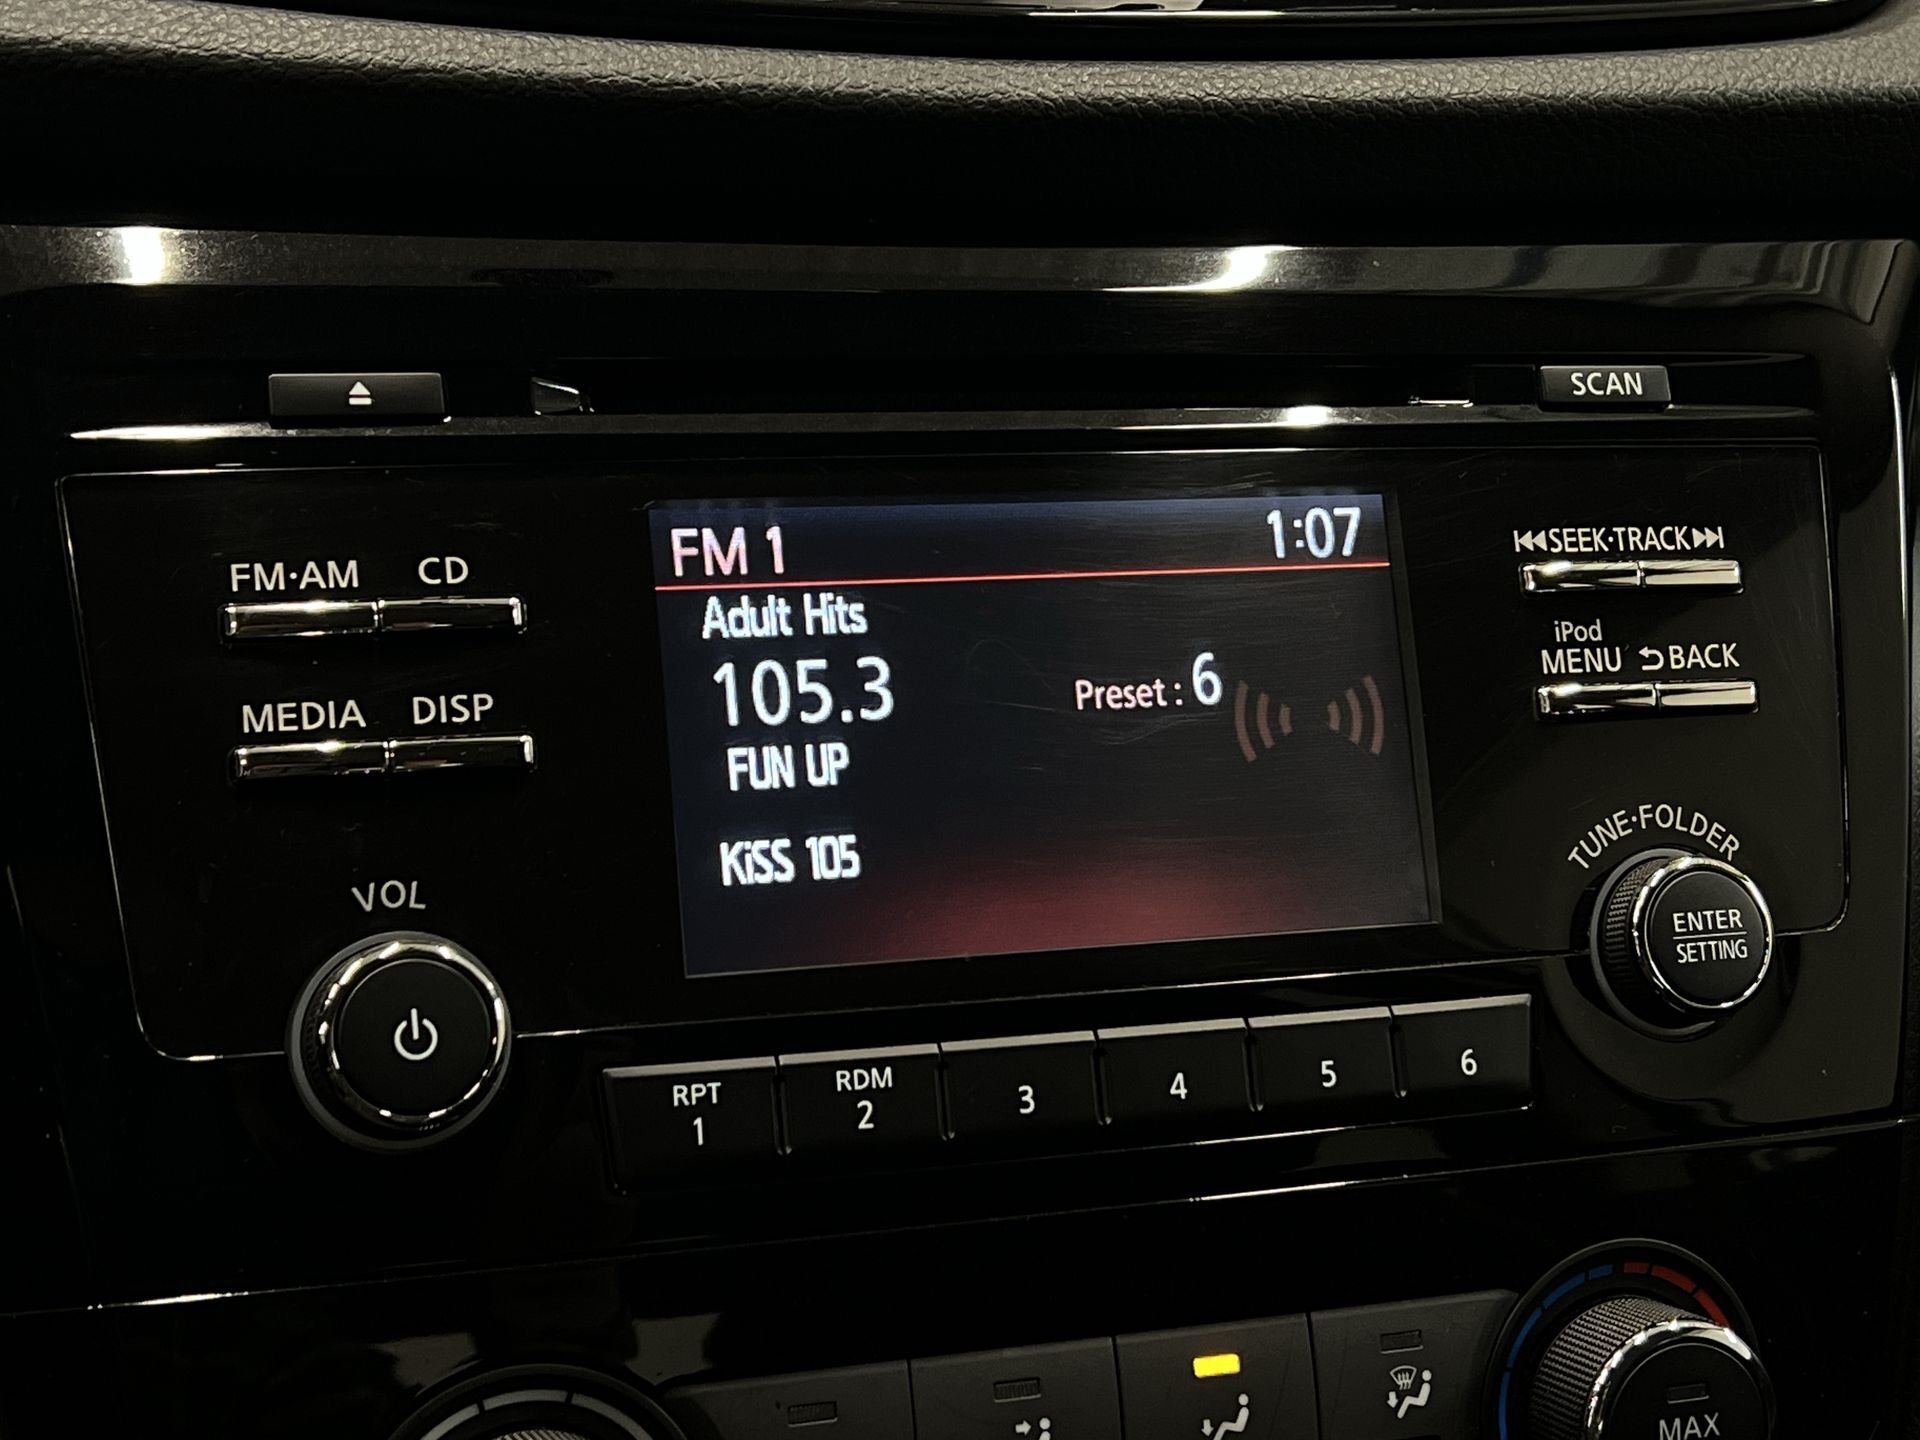 SCAN
FM 1 1:07
FM·AM CD
Adult Hits
105.3
Preset : 6
FUN UP
KiSS 105
MEDIA DISP
SEEK·TRACK
iPod
MENU BACK
VOL
TUNE·FOLDER
ENTER
SETTING
RPT
1
RDM
2
3
4
5
6
MAX